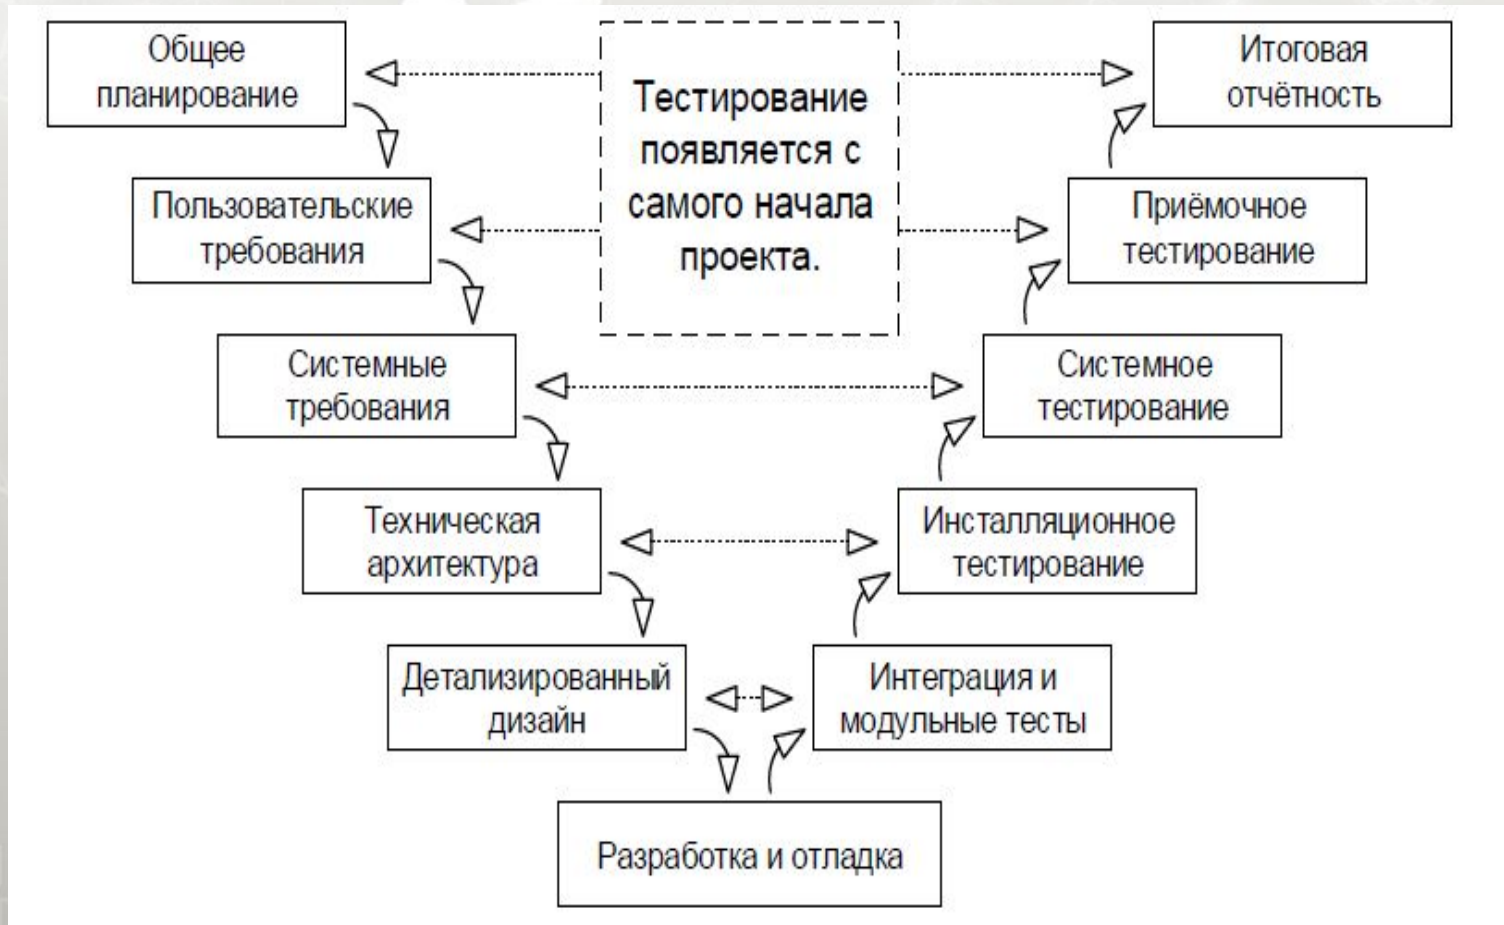 Общее
планирование
Тестирование
появляется с
самого начала
проекта.
Итоговая
отчётность
Пользовательские
требования
Приёмочное
тестирование
Системные
требования
Системное
тестирование
Техническая
архитектура
Инсталляционное
тестирование
Детализированный
дизайн
Интеграция и
модульные тесты
Разработка и отладка